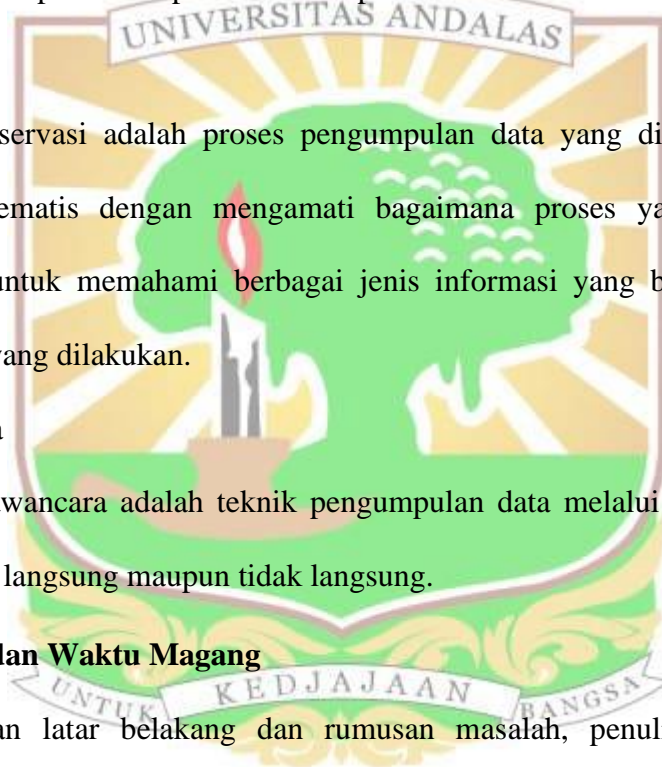 UNIVERSITAS ANDALAS
servasi adalah proses pengumpulan data yang di
ematis dengan mengamati bagaimana proses ya
untuk memahami berbagai jenis informasi yang b
yang dilakukan.
wancara adalah teknik pengumpulan data melalui
langsung maupun tidak langsung.
dan Waktu Magang
UNTUK KEDJAJAAN BANGSA
an latar belakang dan rumusan masalah, penuli